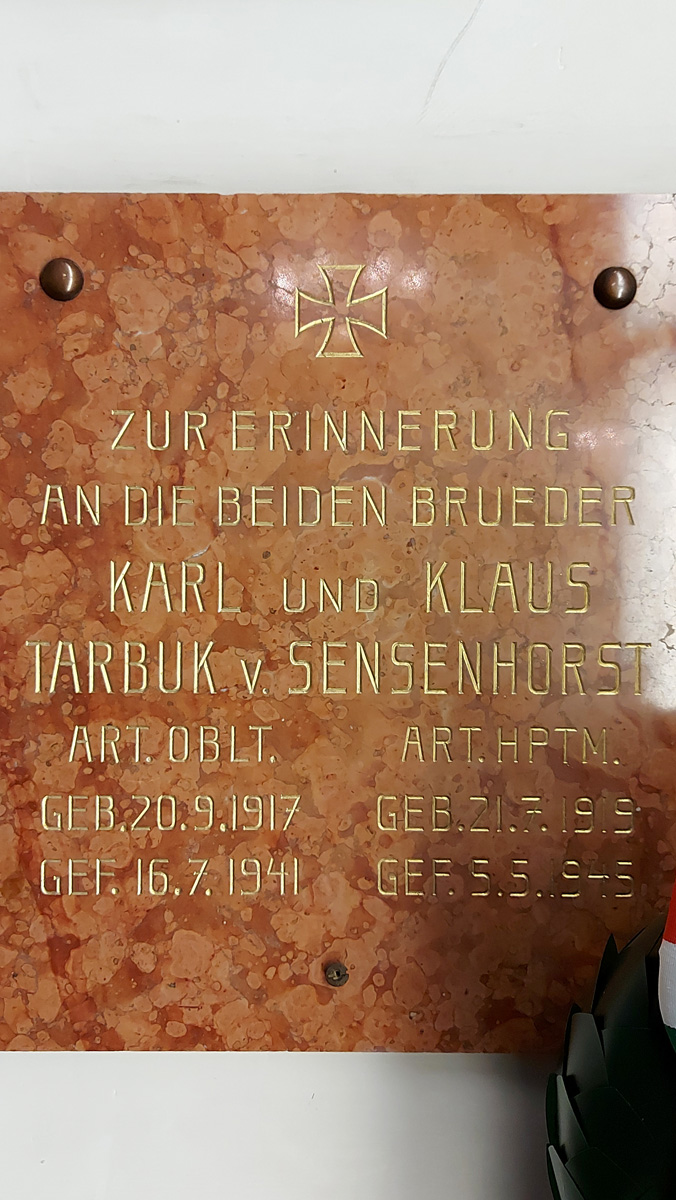 ZUR ERINNERUNG
AN DIE BEIDEN BRUEDER
KARL UND KLAUS
TARBUK v. SENSENHORST
ART. OBLT. ART. HPTM.
GEB. 20.9.1917 GEB. 21.7.1919
GEF. 16.7.1941 GEF. 5.5.1945